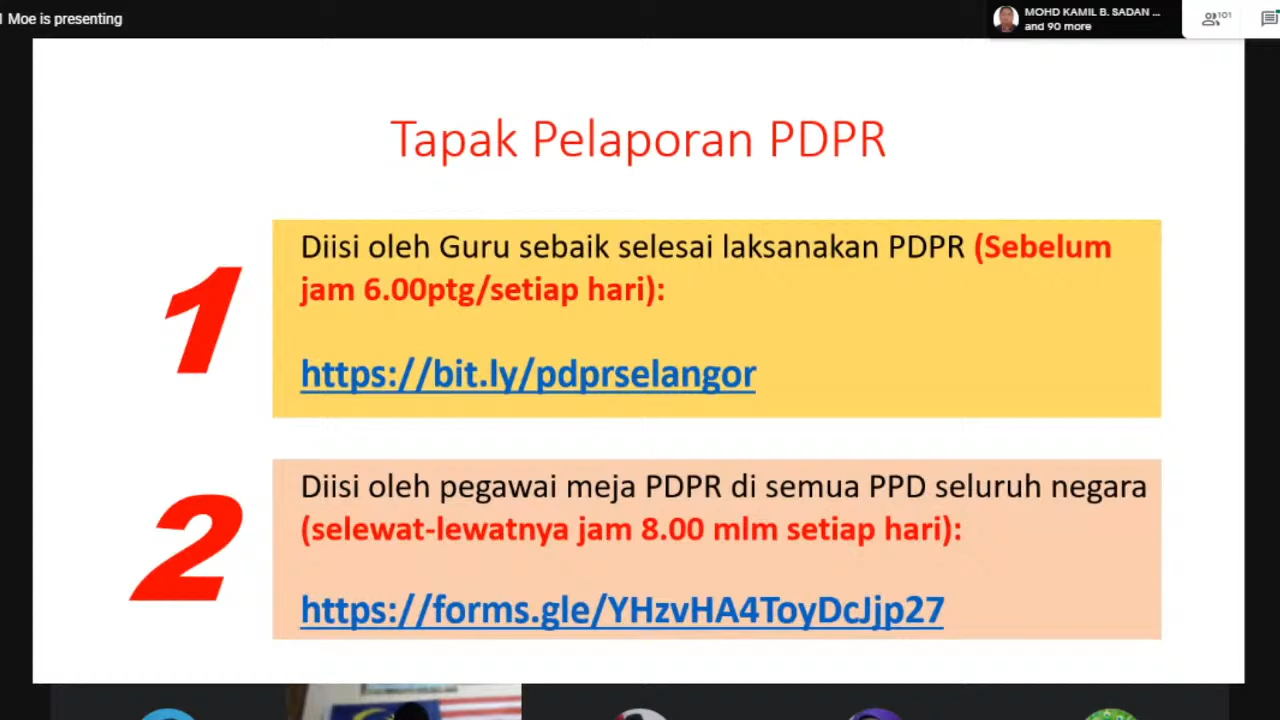 Moe is presenting
MOHD KAMIL B. SADAN ...
and 90 more
101
Tapak Pelaporan PDPR
1
Diisi oleh Guru sebaik selesai laksanakan PDPR (Sebelum
jam 6.00ptg/setiap hari):
https://bit.ly/pdprselangor
2
Diisi oleh pegawai meja PDPR di semua PPD seluruh negara
(selewat-lewatnya jam 8.00 mlm setiap hari):
https://forms.gle/YHzvHA4ToyDcJjp27